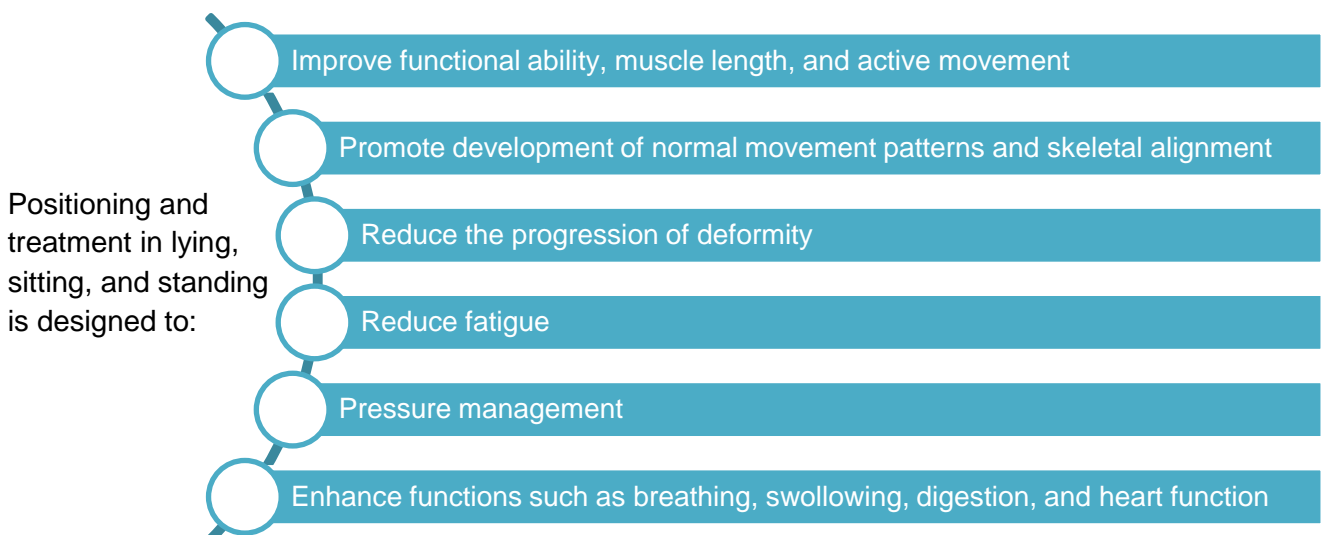 Positioning and
treatment in lying,
sitting, and standing
is designed to:
Improve functional ability, muscle length, and active movement
Promote development of normal movement patterns and skeletal alignment
Reduce the progression of deformity
Reduce fatigue
Pressure management
Enhance functions such as breathing, swollowing, digestion, and heart function